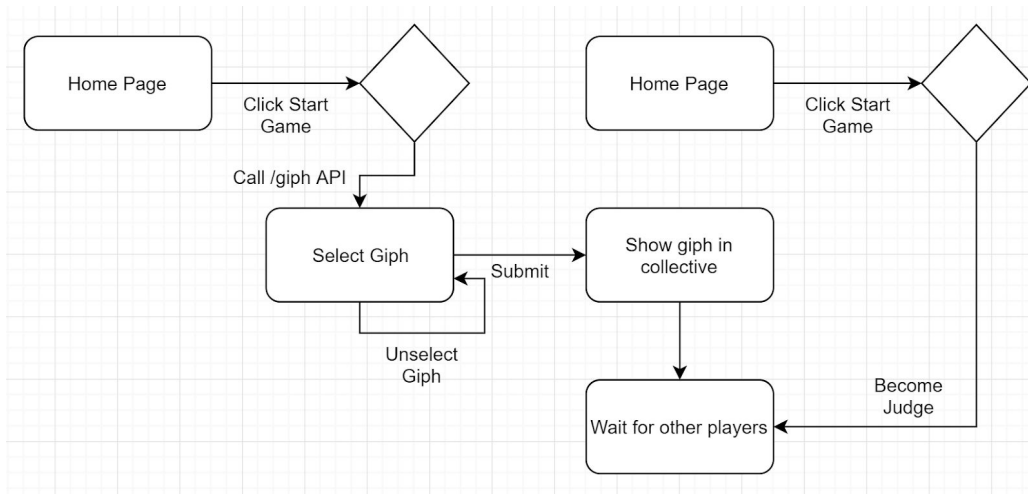 Home Page
Click Start
Game
Home Page
Click Start
Game
Call /giph API
Select Giph
Submit
Show giph in
collective
Unselect
Giph
Become
Judge
Wait for other players